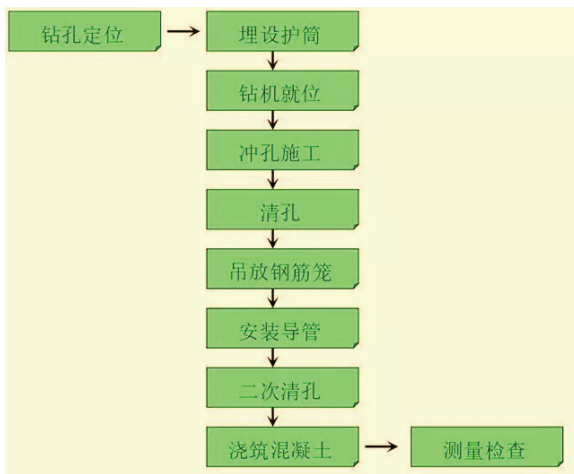 钻孔定位
埋设护筒
钻机就位
冲孔施工
清孔
吊放钢筋笼
安装导管
二次清孔
浇筑混凝土
测量检查